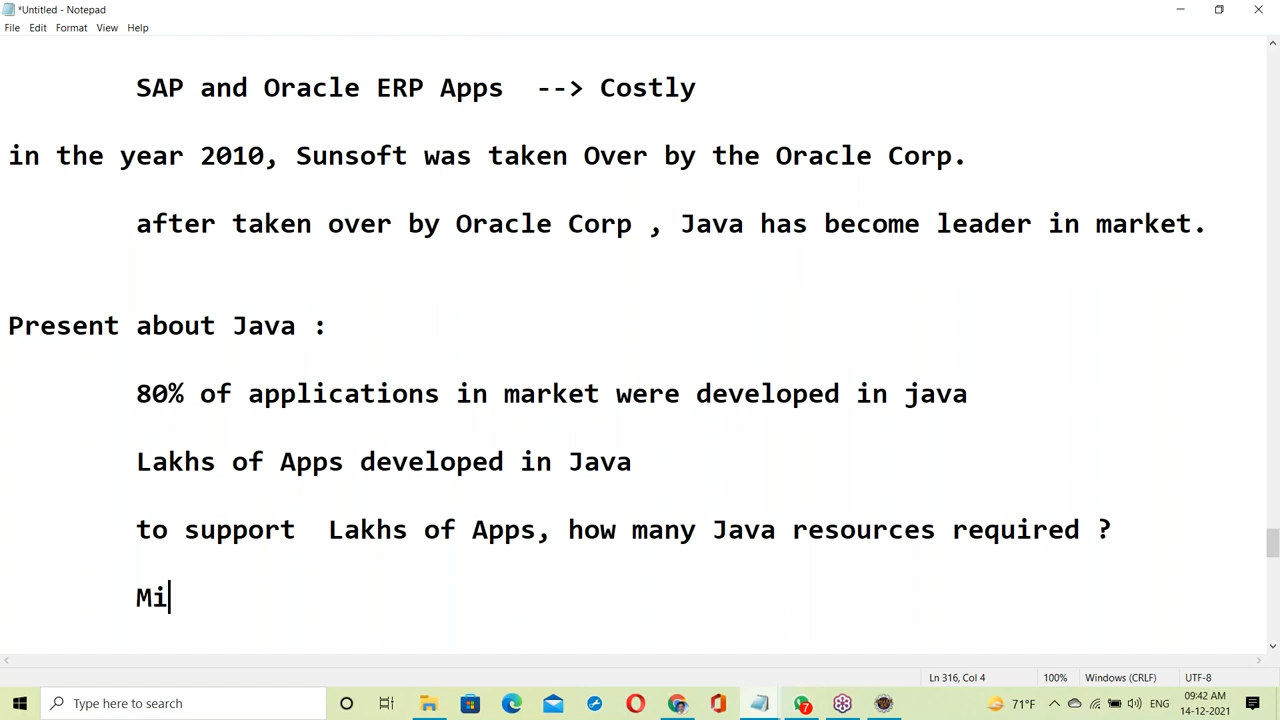 *Untitled - Notepad
File Edit Format View Help
SAP and Oracle ERP Apps --> Costly
in the year 2010, Sunsoft was taken Over by the Oracle Corp.
after taken over by Oracle Corp , Java has become leader in market.
Present about Java :
80% of applications in market were developed in java
Lakhs of Apps developed in Java
to support Lakhs of Apps, how many Java resources required ?
Mi
Ln 316, Col 4 100% Windows (CRLF) UTF-8
Type here to search 7 71°F ENG 09:42 AM
14-12-2021